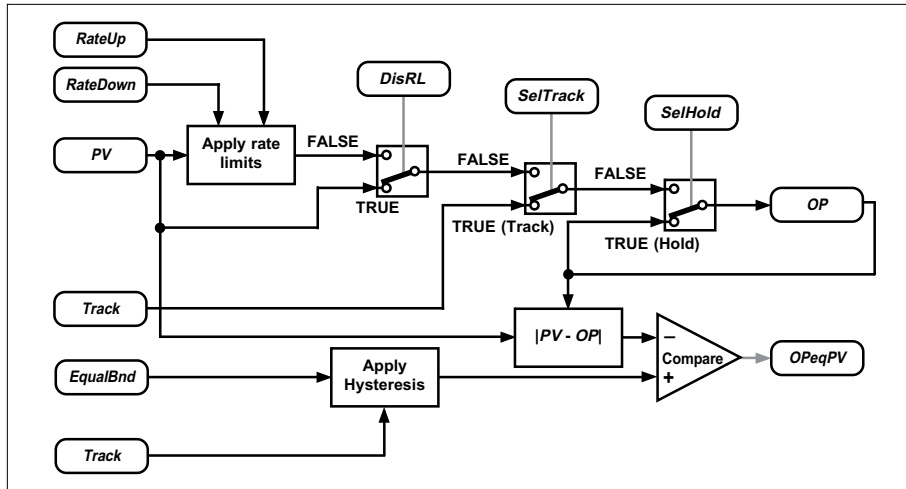 RateUp
RateDown
DisRL
SelTrack
SelHold
PV
Apply rate
limits
FALSE
TRUE
FALSE
TRUE (Track)
FALSE
TRUE (Hold)
OP
Track
|PV - OP|
−
Compare
+
OPeqPV
EqualBnd
Apply
Hysteresis
Track